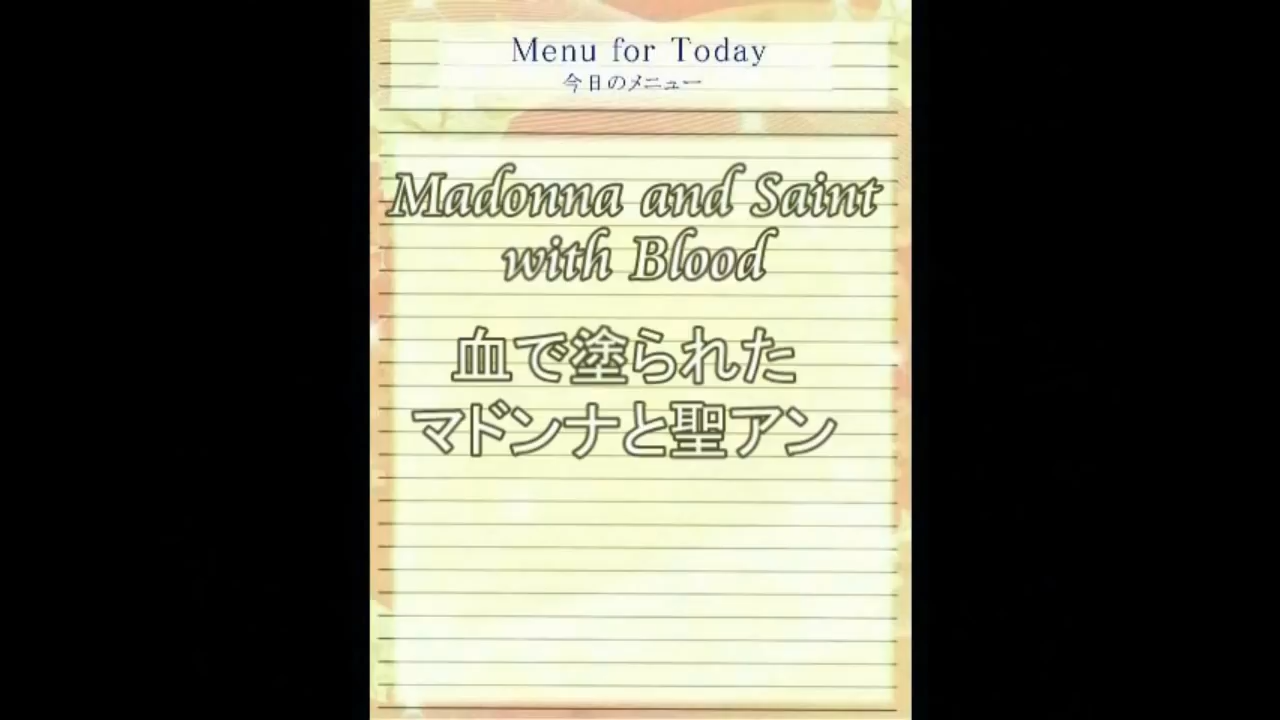 Menu for Today
今日のメニュー
Madonna and Saint
with Blood
血で塗られた
マドンナと聖アン